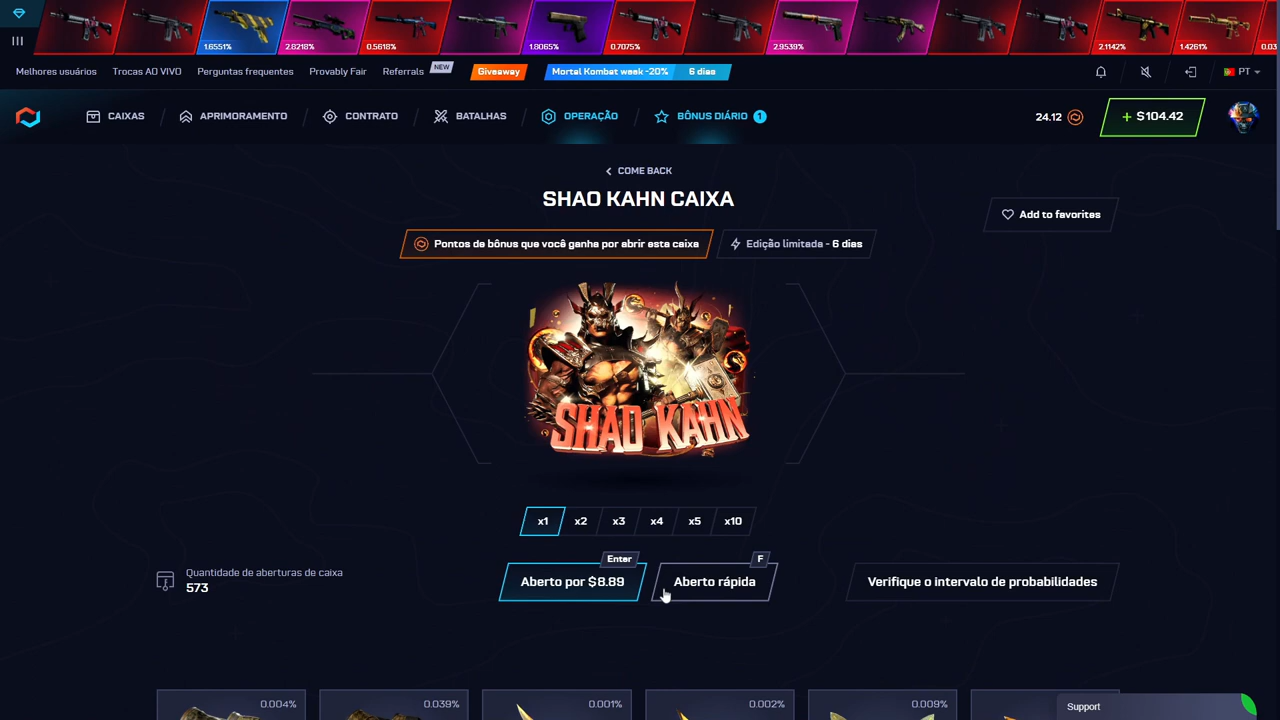 1.6551%
2.8218%
0.5618%
1.8065%
0.7075%
2.9539%
2.1142%
1.4261%
0.03
Melhores usuários
Trocas AO VIVO
Perguntas frequentes
Provably Fair
Referrals
NEW
Giveaway
Mortal Kombat week -20%
6 dias
PT
CAIXAS
APRIMORAMENTO
CONTRATO
BATALHAS
OPERAÇÃO
BÔNUS DIÁRIO
1
24.12
+ $104.42
COME BACK
SHAO KAHN CAIXA
Add to favorites
Pontos de bônus que você ganha por abrir esta caixa
Edição limitada - 6 dias
SHAO KAHN
x1
x2
x3
x4
x5
x10
Quantidade de aberturas de caixa
573
Enter
Aberto por $8.89
F
Aberto rápida
Verifique o intervalo de probabilidades
0.004%
0.039%
0.001%
0.002%
0.009%
Support